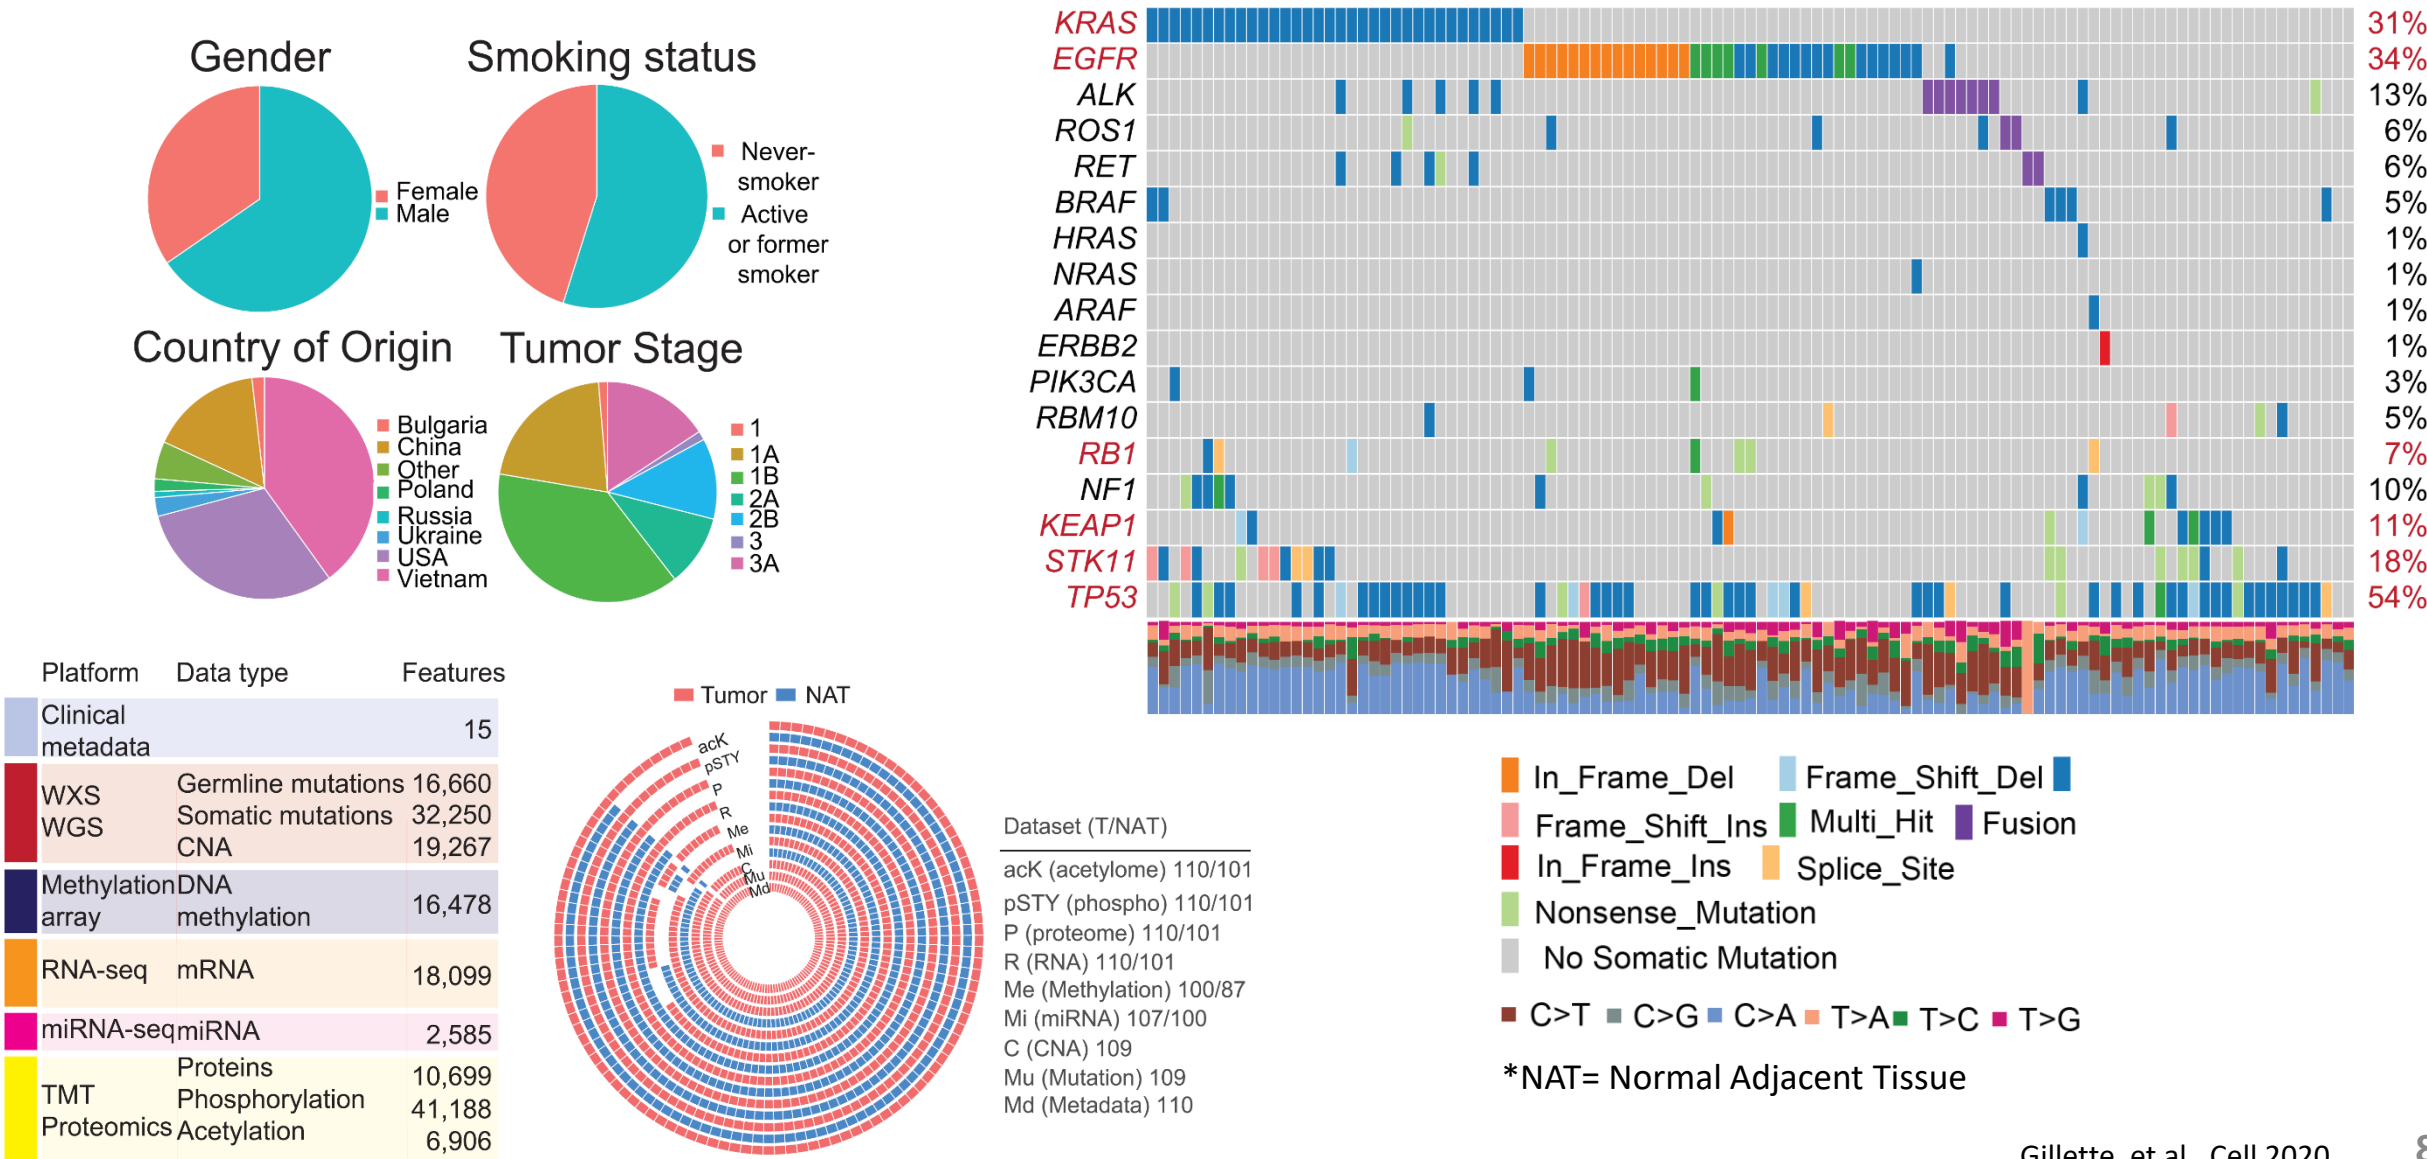 Gender
Smoking status
Female
Male
Never-
smoker
Active
or former
smoker
Country of Origin
Tumor Stage
Bulgaria
China
Other
Poland
Russia
Ukraine
USA
Vietnam
1
1A
1B
2A
2B
3
3A
KRAS 31%
EGFR 34%
ALK 13%
ROS1 6%
RET 6%
BRAF 5%
HRAS 1%
NRAS 1%
ARAF 1%
ERBB2 1%
PIK3CA 3%
RBM10 5%
RB1 7%
NF1 10%
KEAP1 11%
STK11 18%
TP53 54%
Platform Data type Features
Clinical
metadata
15
WXS
WGS
Germline mutations 16,660
Somatic mutations 32,250
CNA 19,267
Methylation
array
DNA
methylation
16,478
RNA-seq mRNA 18,099
miRNA-seq miRNA 2,585
TMT
Proteomics
Proteins 10,699
Phosphorylation 41,188
Acetylation 6,906
Tumor NAT
acK
pSTY
P
R
Me
Mi
C
Mu
Md
Dataset (T/NAT)
acK (acetylome) 110/101
pSTY (phospho) 110/101
P (proteome) 110/101
R (RNA) 110/101
Me (Methylation) 100/87
Mi (miRNA) 107/100
C (CNA) 109
Mu (Mutation) 109
Md (Metadata) 110
In_Frame_Del Frame_Shift_Del
Frame_Shift_Ins Multi_Hit Fusion
In_Frame_Ins Splice_Site
Nonsense_Mutation
No Somatic Mutation
C>T C>G C>A T>A T>C T>G
*NAT= Normal Adjacent Tissue
Gillette, et al., Cell 2020
8